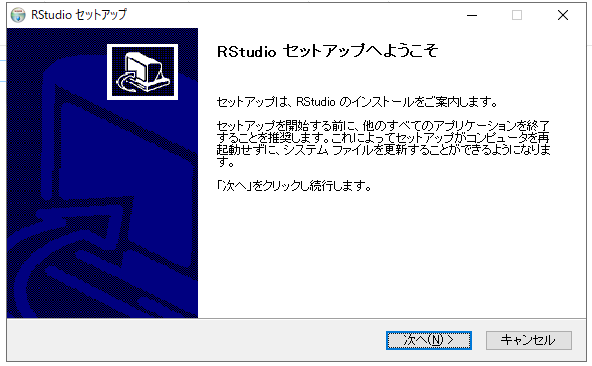 RStudio セットアップ
RStudio セットアップへようこそ
セットアップは、RStudio のインストールをご案内します。
セットアップを開始する前に、他のすべてのアプリケーションを終了
することを推奨します。これによってセットアップがコンピュータを再
起動せずに、システム ファイルを更新することができるようになりま
す。
「次へ」をクリックし続行します。
次へ(N) >
キャンセル